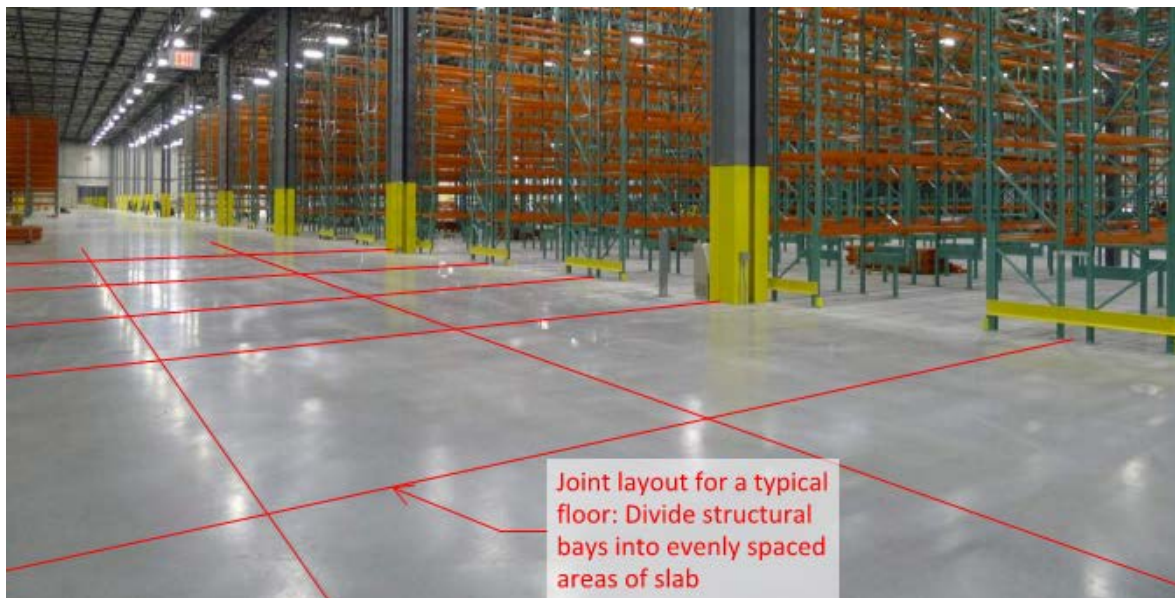 EXIT
Joint layout for a typical
floor: Divide structural
bays into evenly spaced
areas of slab